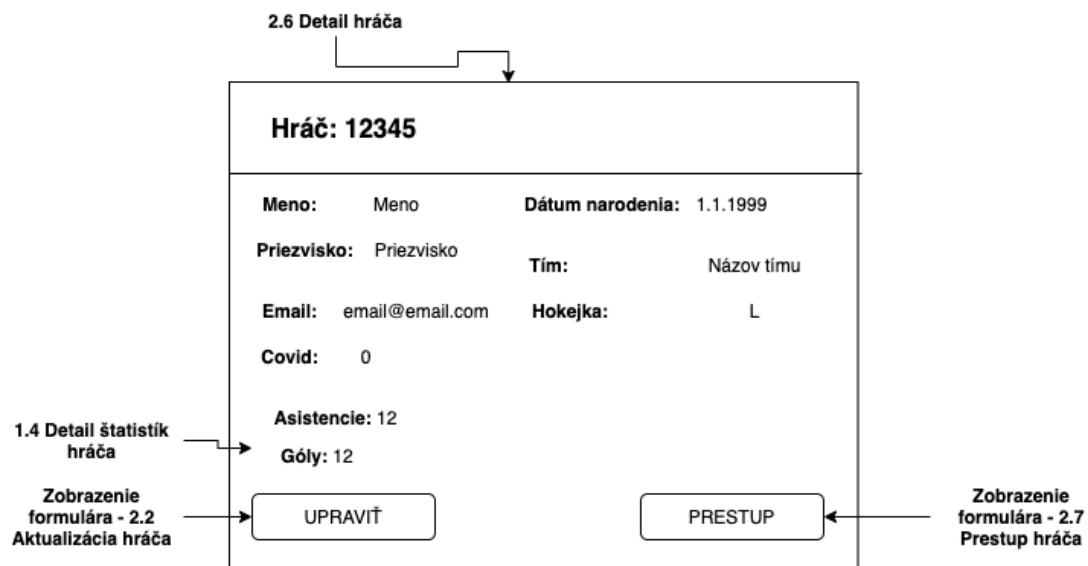 2.6 Detail hráča
Hráč: 12345
Meno: Meno Dátum narodenia: 1.1.1999
Priezvisko: Priezvisko
Tím: Názov tímu
Email: email@email.com Hokejka: L
Covid: 0
Asistencie: 12
1.4 Detail štatistík
hráča
Góly: 12
Zobrazenie
formulára - 2.2
Aktualizácia hráča
UPRAVIŤ
PRESTUP
Zobrazenie
formulára - 2.7
Prestup hráča